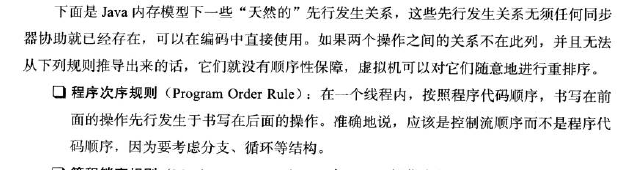 下面是 Java 内存模型下一些“天然的”先行发生关系，这些先行发生关系无须任何同步
器协助就已经存在，可以在编码中直接使用。如果两个操作之间的关系不在此列，并且无法
从下列规则推导出来的话，它们就没有顺序性保障，虚拟机可以对它们随意地进行重排序。
❏ 程序次序规则（Program Order Rule）：在一个线程内，按照程序代码顺序，书写在前
面的操作先行发生于书写在后面的操作。准确地说，应该是控制流顺序而不是程序代
码顺序，因为要考虑分支、循环等结构。